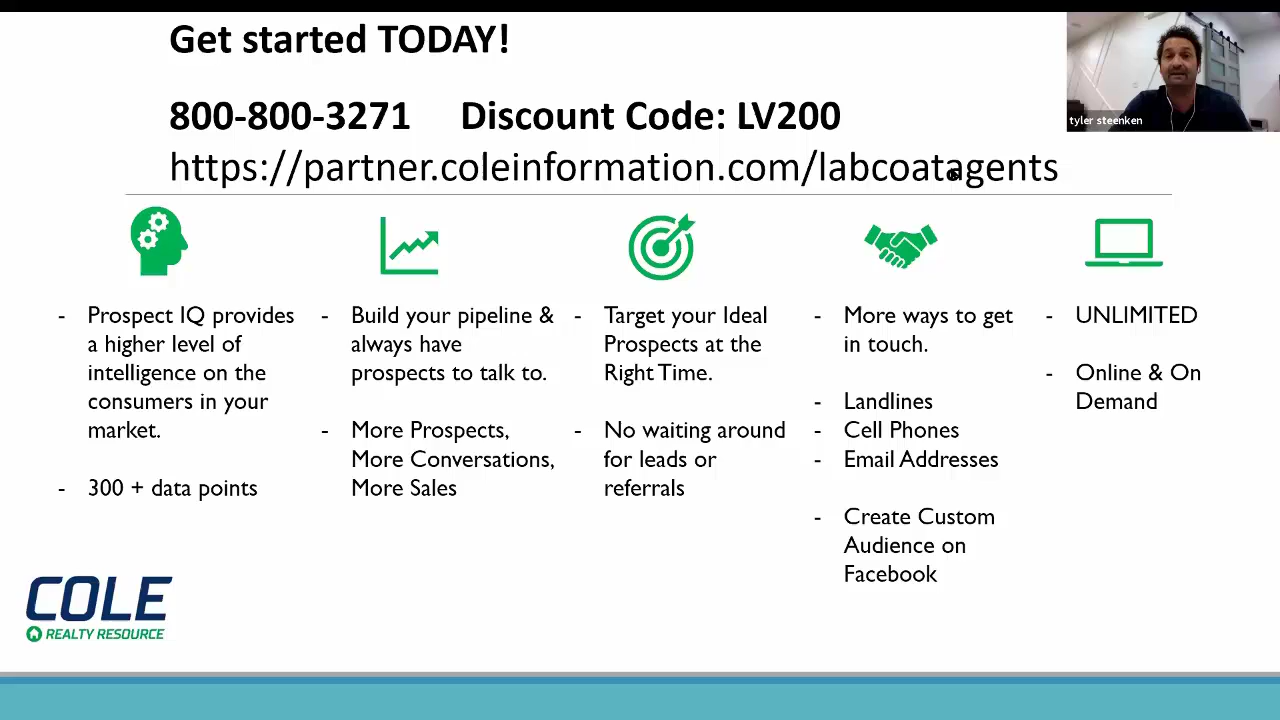 Get started TODAY!
800-800-3271 Discount Code: LV200
https://partner.coleinformation.com/labcoatagents
tyler steenken
- Prospect IQ provides
a higher level of
intelligence on the
consumers in your
market.
- 300 + data points
- Build your pipeline &
always have
prospects to talk to.
- More Prospects,
More Conversations,
More Sales
- Target your Ideal
Prospects at the
Right Time.
- No waiting around
for leads or
referrals
- More ways to get
in touch.
- Landlines
- Cell Phones
- Email Addresses
- Create Custom
Audience on
Facebook
- UNLIMITED
- Online & On
Demand
COLE
REALTY RESOURCE